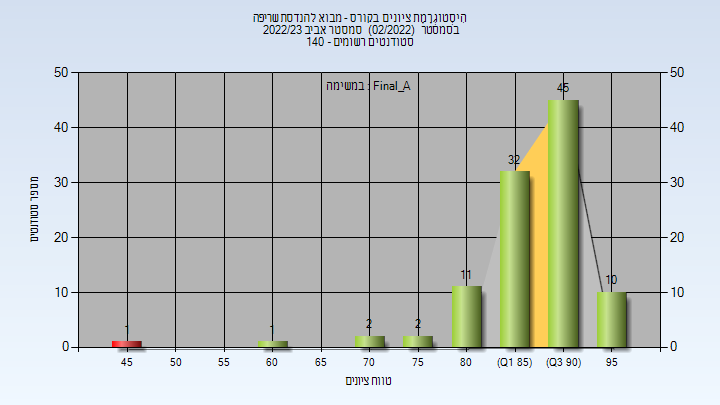 היסטוגרמת ציונים בקורס - מבוא להנדסת שריפה
בסמסטר (02/2022) סמסטר אביב 2022/23
סטודנטים רשומים - 140
במשימה : Final_A
מספר סטודנטים
50 50
40 40
30 30
20 20
10 10
0 0
1 1 2 2 11 32 45 10
45 50 55 60 65 70 75 80 (Q1 85) (Q3 90) 95
טווח ציונים